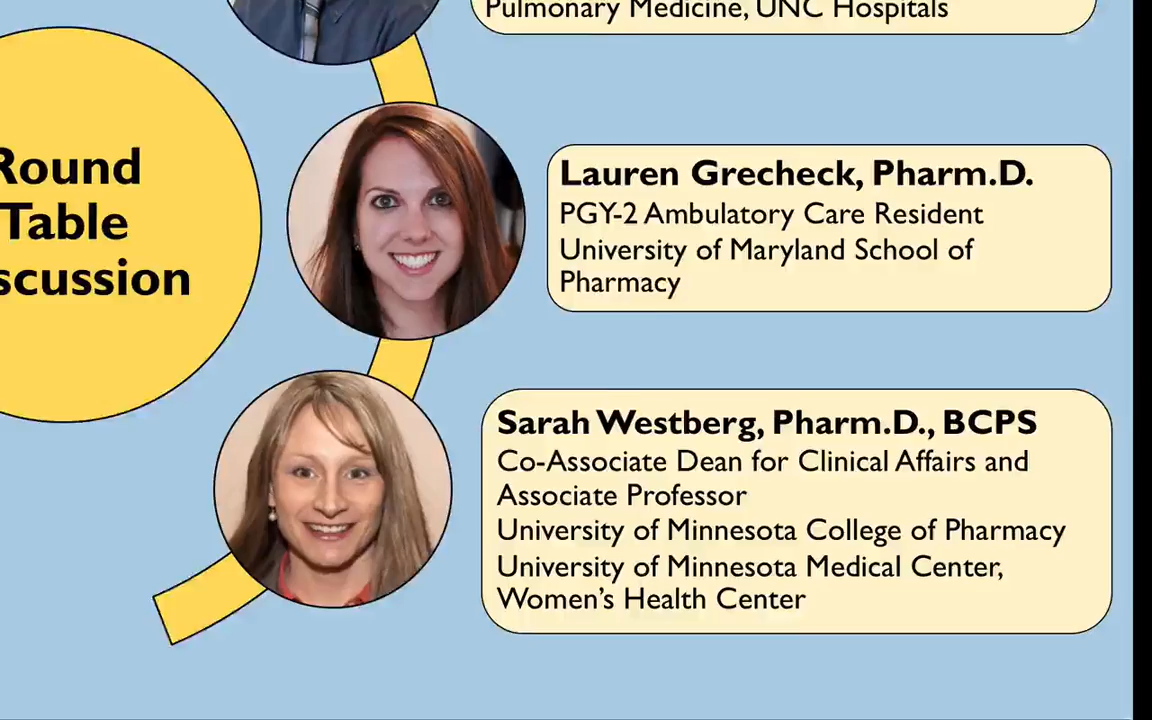 Pulmonary Medicine, UNC Hospitals
Round
Table
scussion
Lauren Grecheck, Pharm.D.
PGY-2 Ambulatory Care Resident
University of Maryland School of
Pharmacy
Sarah Westberg, Pharm.D., BCPS
Co-Associate Dean for Clinical Affairs and
Associate Professor
University of Minnesota College of Pharmacy
University of Minnesota Medical Center,
Women's Health Center